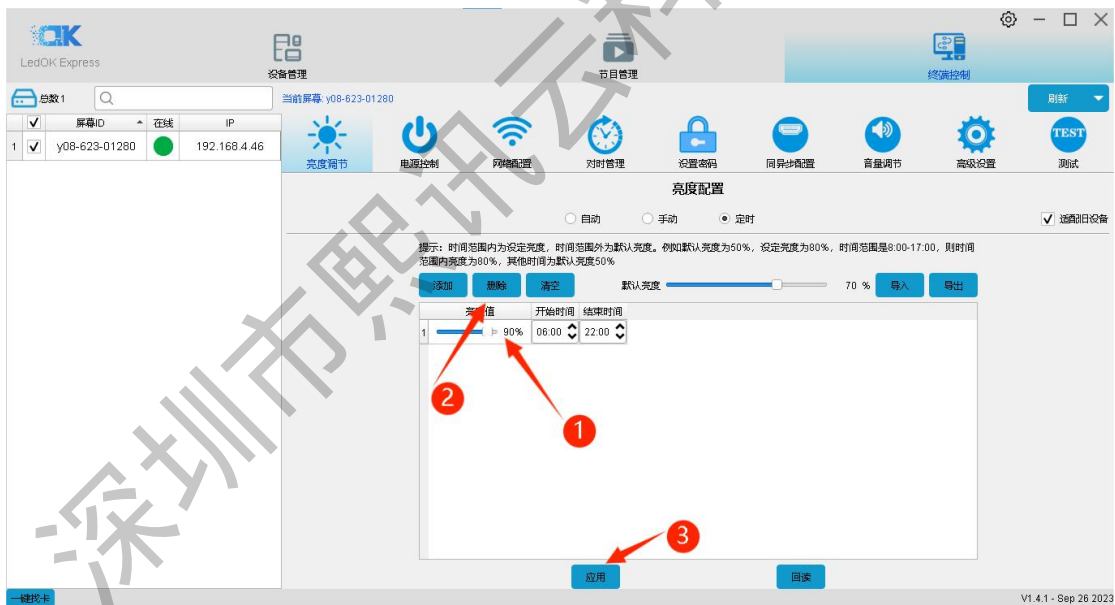 LedOK Express
设备管理
节目管理
终端控制
总数 1
当前屏幕: y08-623-01280
刷新
屏幕ID
在线
IP
1
y08-623-01280
192.168.4.46
亮度调节
电源控制
网络配置
对时管理
设置密码
同异步配置
音量调节
高级设置
TEST
测试
亮度配置
自动
手动
定时
适配旧设备
提示：时间范围内为设定亮度，时间范围外为默认亮度。例如默认亮度为50%，设定亮度为80%，时间范围是8:00-17:00，则时间
范围内亮度为80%，其他时间为默认亮度50%
添加
删除
清空
默认亮度
70 %
导入
导出
开始时间
结束时间
1
90%
06:00
22:00
2
1
3
应用
回读
一键找卡
V1.4.1 - Sep 26 2023
深圳市熙讯云科